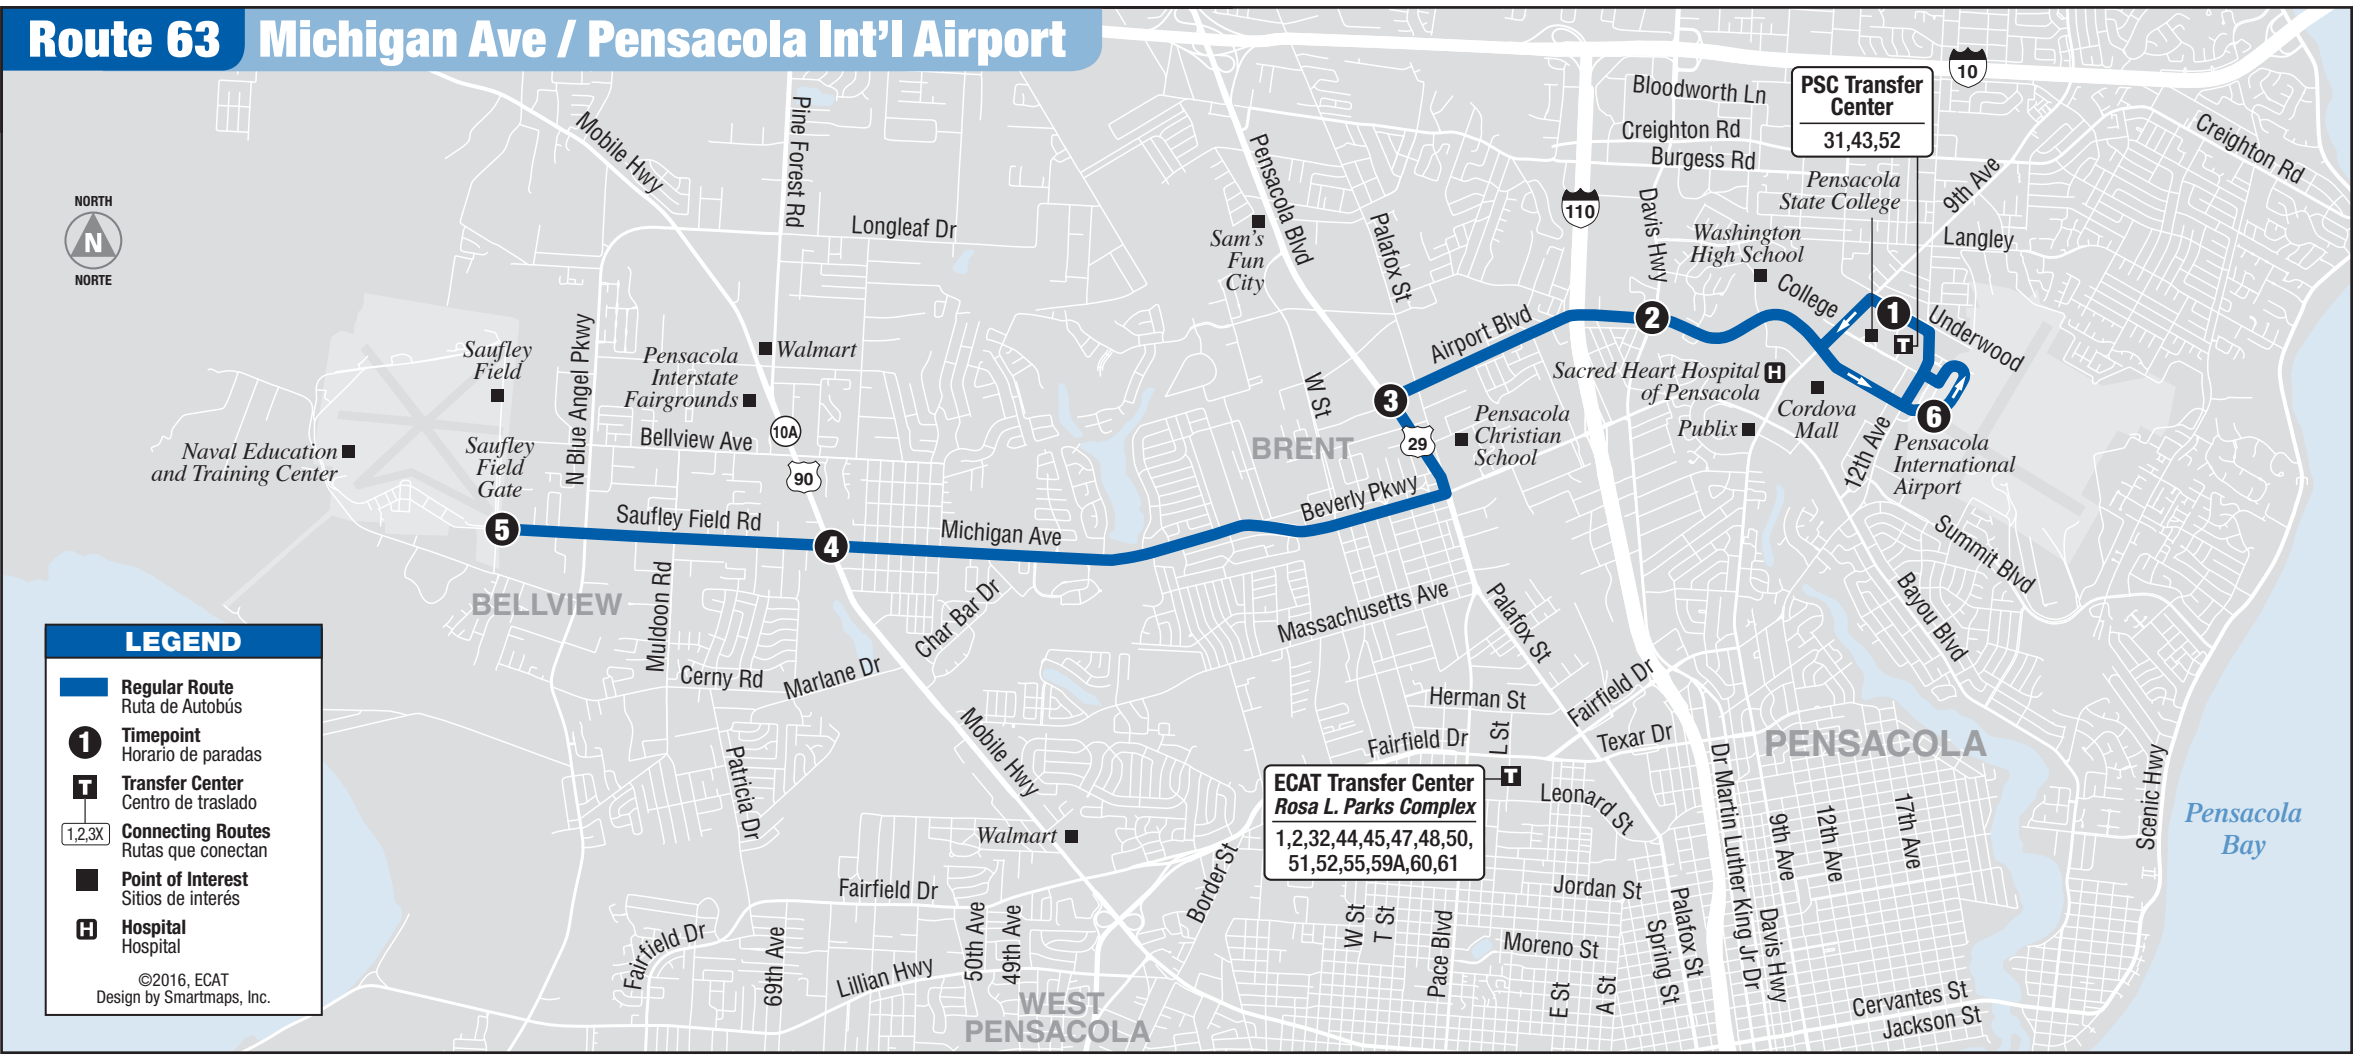 Route 63
Michigan Ave / Pensacola Int'l Airport
NORTH
N
NORTE
Mobile Hwy
Pine Forest Rd
Longleaf Dr
Pensacola Blvd
Sam's
Fun
City
Palafox St
110
10
Bloodworth Ln
Creighton Rd
Burgess Rd
Davis Hwy
PSC Transfer
Center
31,43,52
Pensacola
State College
9th Ave
Langley
Creighton Rd
Washington
High School
College
1
T
Underwood
2
Airport Blvd
3
29
W St
BRENT
Pensacola
Christian
School
Beverly Pkwy
Sacred Heart Hospital
of Pensacola
H
Publix
Cordova
Mall
12th Ave
6
Pensacola
International
Airport
Summit Blvd
Bayou Blvd
Saufley
Field
N Blue Angel Pkwy
Pensacola
Interstate
Fairgrounds
Walmart
10A
Bellview Ave
90
Naval Education
and Training Center
Saufley
Field
Gate
5
Saufley Field Rd
4
Michigan Ave
BELLVIEW
Muldoon Rd
Cerny Rd
Marlane Dr
Char Bar Dr
Massachusetts Ave
Palafox St
Herman St
Fairfield Dr
Fairfield Dr
L St
Texar Dr
PENSACOLA
Mobile Hwy
Patricia Dr
Walmart
ECAT Transfer Center
Rosa L. Parks Complex
1,2,32,44,45,47,48,50,
51,52,55,59A,60,61
T
Leonard St
Dr Martin Luther King Jr Dr
9th Ave
12th Ave
17th Ave
Scenic Hwy
Pensacola
Bay
Fairfield Dr
Fairfield Dr
69th Ave
Lillian Hwy
50th Ave
49th Ave
Border St
WEST
PENSACOLA
W St
T St
Pace Blvd
Jordan St
Moreno St
E St
A St
Spring St
Palafox St
Davis Hwy
Cervantes St
Jackson St
LEGEND
Regular Route
Ruta de Autobús
1
Timepoint
Horario de paradas
T
Transfer Center
Centro de traslado
1,2,3X
Connecting Routes
Rutas que conectan
Point of Interest
Sitios de interés
H
Hospital
Hospital
©2016, ECAT
Design by Smartmaps, Inc.